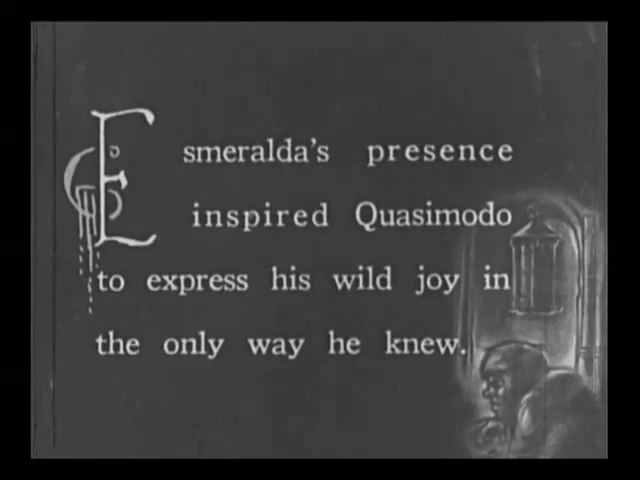 Esmeralda's presence
inspired Quasimodo
to express his wild joy in
the only way he knew.